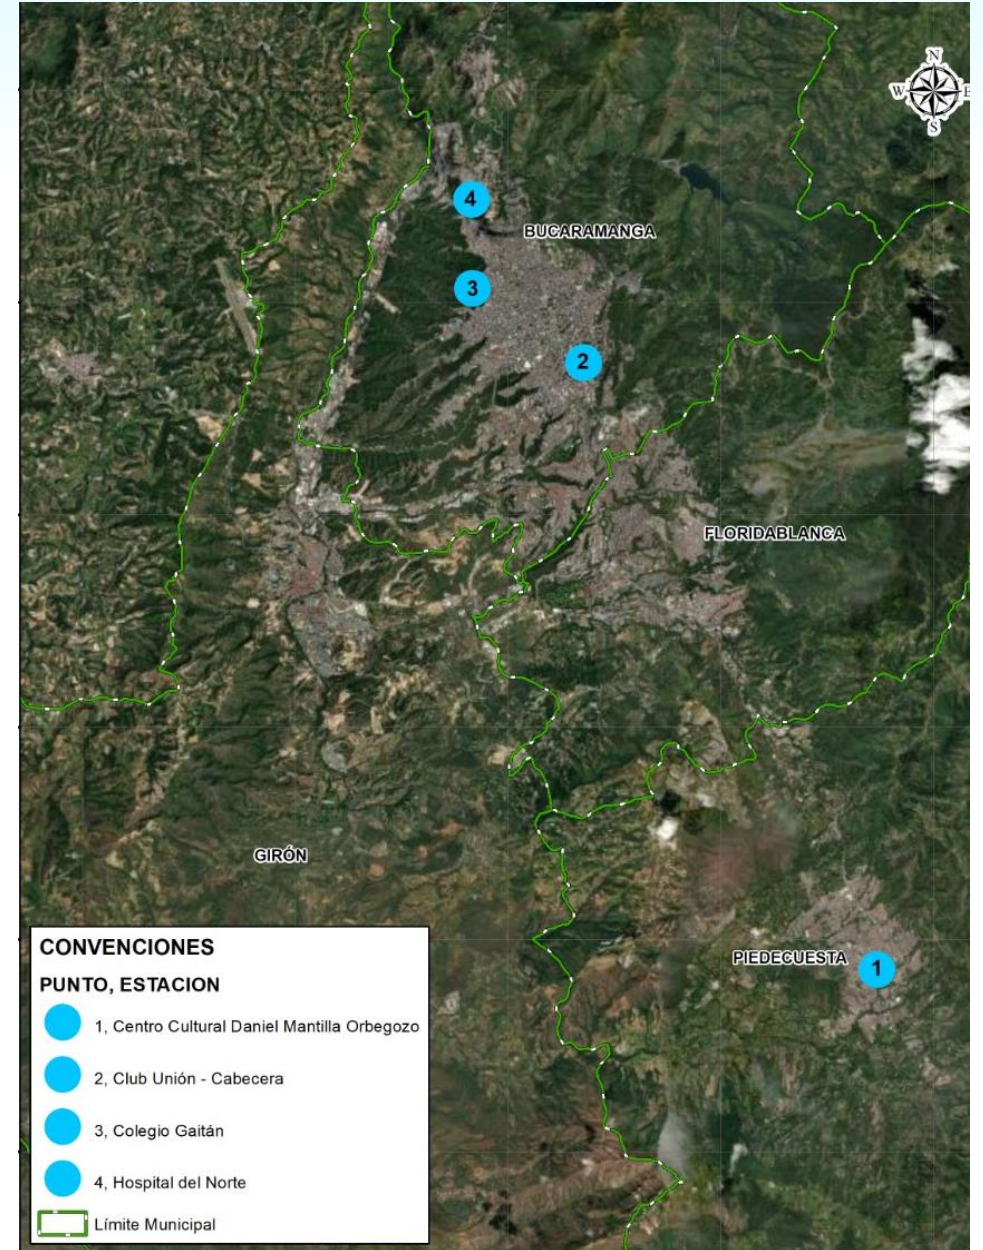 N
W E
S
4
BUCARAMANGA
3
2
FLORIDABLANCA
GIRÓN
PIEDECUESTA
1
CONVENCIONES
PUNTO, ESTACION
1, Centro Cultural Daniel Mantilla Orbegozo
2, Club Unión - Cabecera
3, Colegio Gaitán
4, Hospital del Norte
Límite Municipal